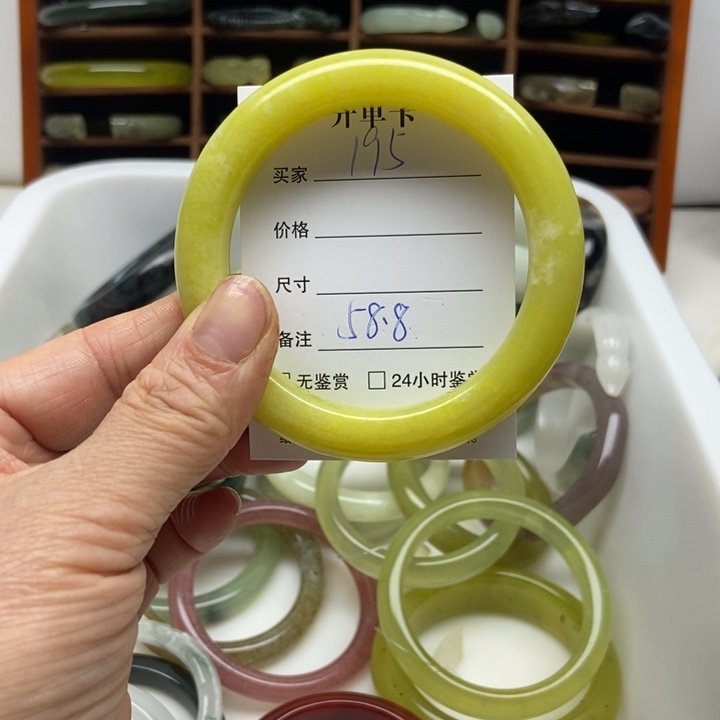 开单卡
买家 195
价格
尺寸
备注 58.8
无鉴赏 24小时鉴赏